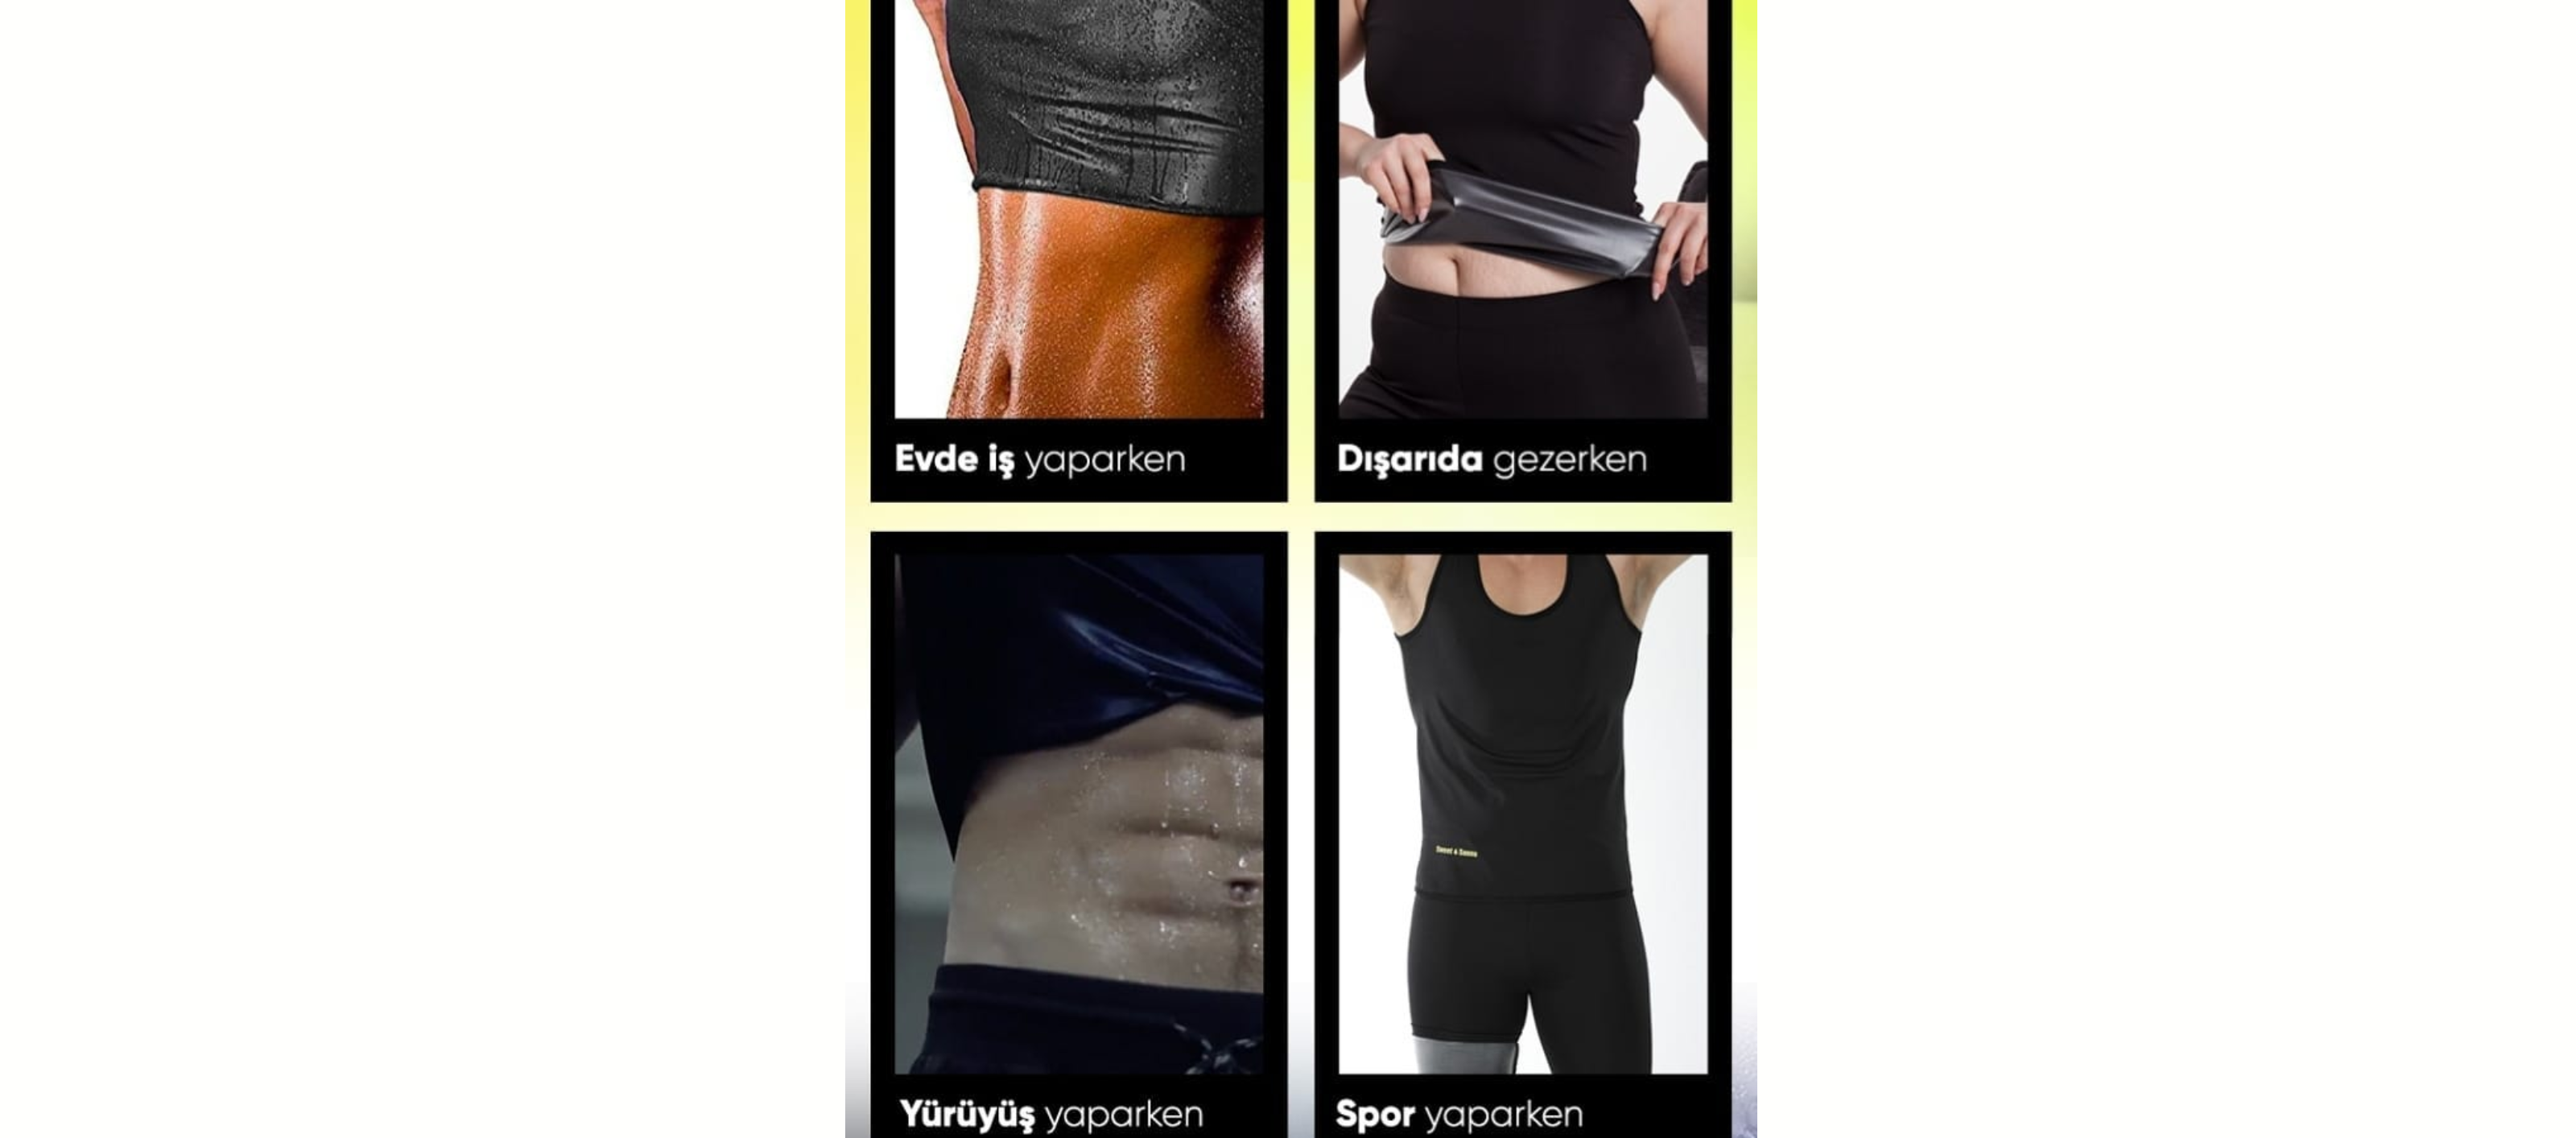 Evde iş yaparken
Dışarıda gezerken
Yürüyüş yaparken
Spor yaparken